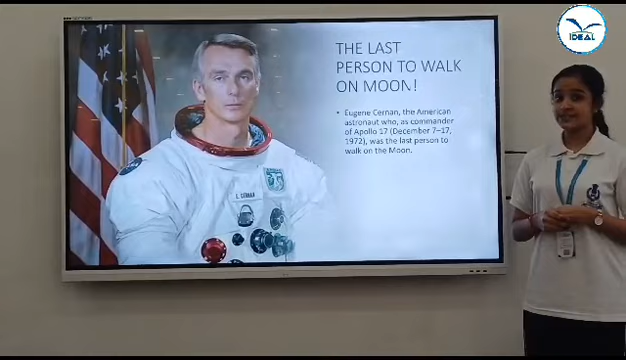 IDEAL
THE LAST
PERSON TO WALK
ON MOON!
• Eugene Cernan, the American
astronaut who, as commander
of Apollo 17 (December 7–17,
1972), was the last person to
walk on the Moon.
E. CERNAN